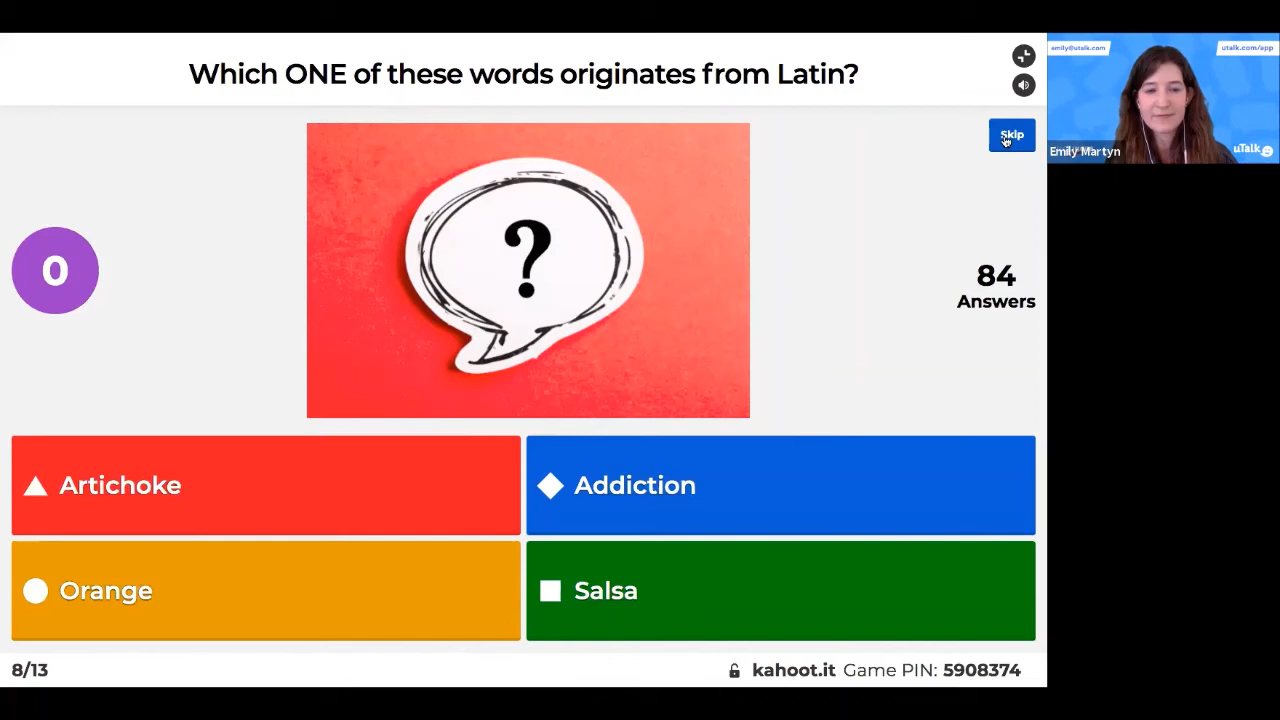 Which ONE of these words originates from Latin?
emily@utalk.com
utalk.com/app
Skip
Emily Martyn
uTalk
?
0
84
Answers
Artichoke
Addiction
Orange
Salsa
8/13
kahoot.it Game PIN: 5908374